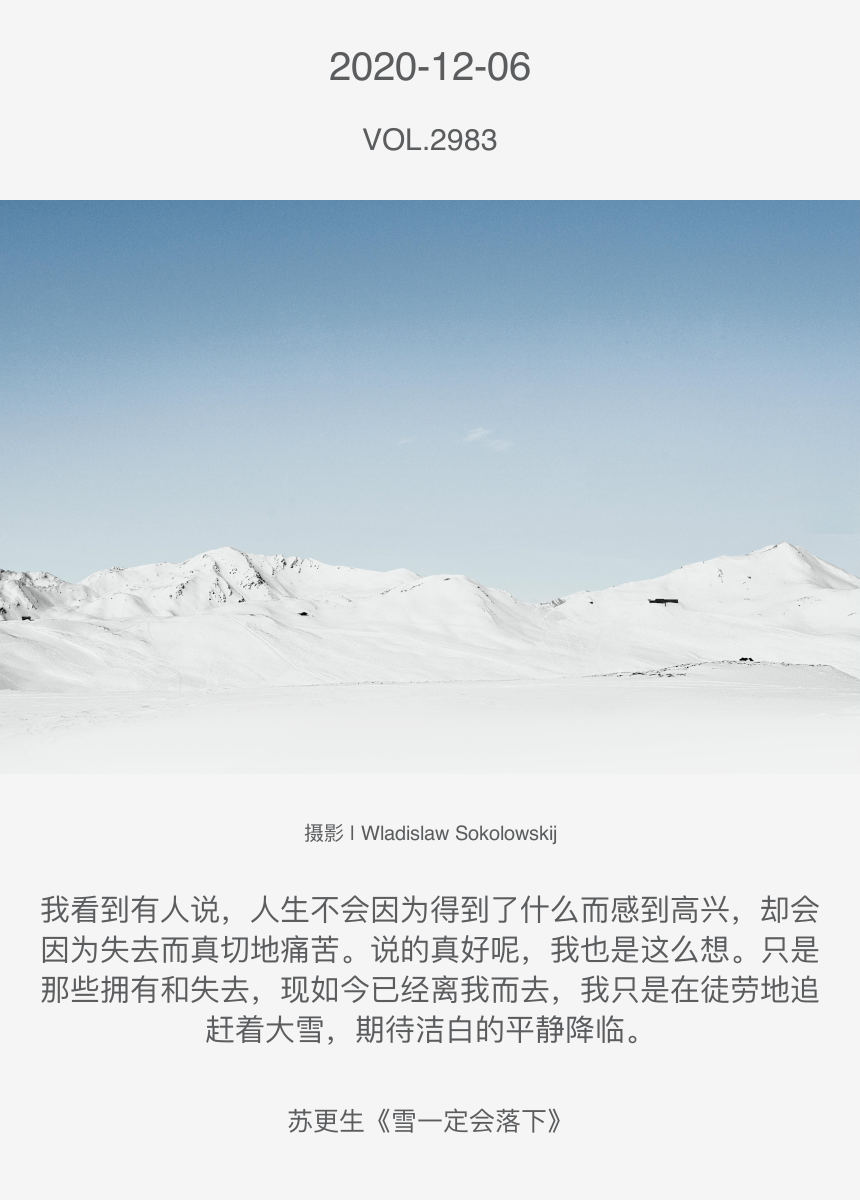 2020-12-06
VOL.2983
摄影 l Wladislaw Sokolowskij
我看到有人说，人生不会因为得到了什么而感到高兴，却会
因为失去而真切地痛苦。说的真好呢，我也是这么想。只是
那些拥有和失去，现如今已经离我而去，我只是在徒劳地追
赶着大雪，期待洁白的平静降临。
苏更生《雪一定会落下》